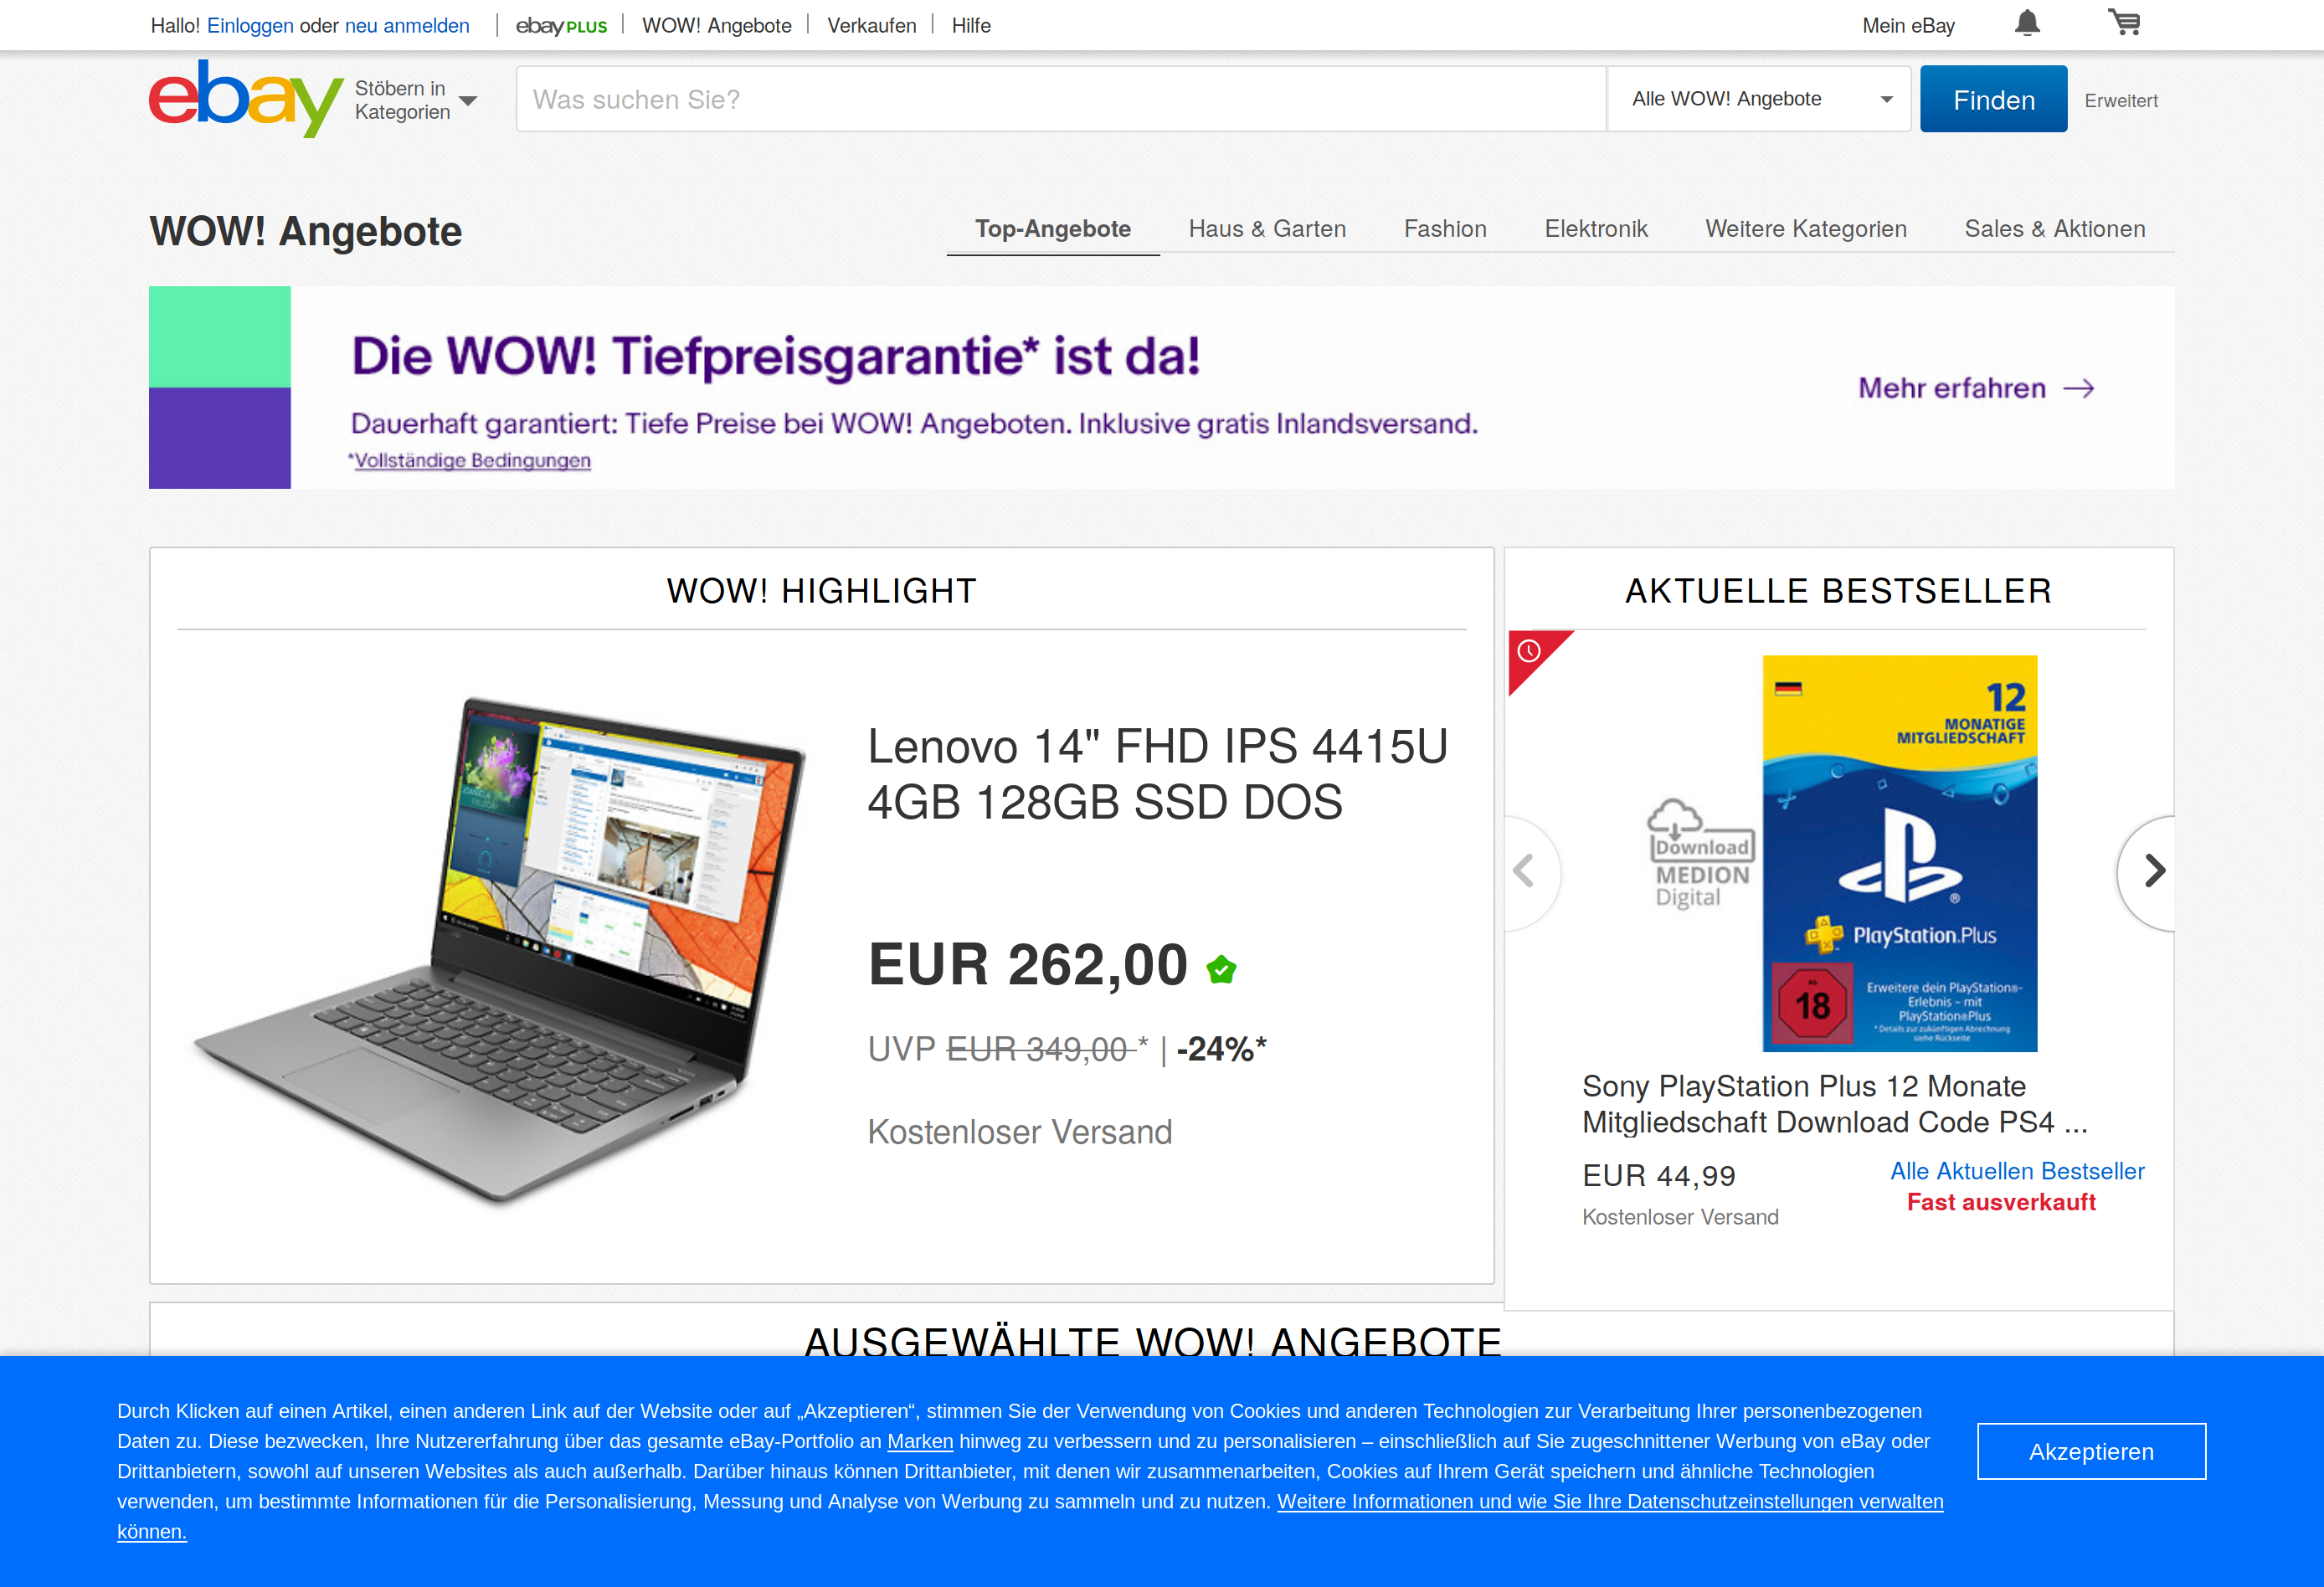 Hallo! Einloggen oder neu anmelden
ebay PLUS
WOW! Angebote
Verkaufen
Hilfe
Mein eBay
ebay
Stöbern in
Kategorien
Was suchen Sie?
Alle WOW! Angebote
Finden
Erweitert
WOW! Angebote
Top-Angebote
Haus & Garten
Fashion
Elektronik
Weitere Kategorien
Sales & Aktionen
Die WOW! Tiefpreisgarantie* ist da!
Dauerhaft garantiert: Tiefe Preise bei WOW! Angeboten. Inklusive gratis Inlandsversand.
*Vollständige Bedingungen
Mehr erfahren
WOW! HIGHLIGHT
Lenovo 14" FHD IPS 4415U
4GB 128GB SSD DOS
EUR 262,00
UVP EUR 349,00 * | -24%*
Kostenloser Versand
AKTUELLE BESTSELLER
12
MONATIGE
MITGLIEDSCHAFT
Download
MEDION
Digital
PlayStation.Plus
18
Erweitere dein PlayStation®-
Erlebnis – mit
PlayStation®Plus
* Details zur zukünftigen Abrechnung
siehe Rückseite
Sony PlayStation Plus 12 Monate
Mitgliedschaft Download Code PS4 ...
EUR 44,99
Alle Aktuellen Bestseller
Fast ausverkauft
Kostenloser Versand
AUSGEWÄHLTE WOW! ANGEBOTE
Durch Klicken auf einen Artikel, einen anderen Link auf der Website oder auf „Akzeptieren“, stimmen Sie der Verwendung von Cookies und anderen Technologien zur Verarbeitung Ihrer personenbezogenen
Daten zu. Diese bezwecken, Ihre Nutzererfahrung über das gesamte eBay-Portfolio an Marken hinweg zu verbessern und zu personalisieren – einschließlich auf Sie zugeschnittener Werbung von eBay oder
Drittanbietern, sowohl auf unseren Websites als auch außerhalb. Darüber hinaus können Drittanbieter, mit denen wir zusammenarbeiten, Cookies auf Ihrem Gerät speichern und ähnliche Technologien
verwenden, um bestimmte Informationen für die Personalisierung, Messung und Analyse von Werbung zu sammeln und zu nutzen. Weitere Informationen und wie Sie Ihre Datenschutzeinstellungen verwalten
können.
Akzeptieren